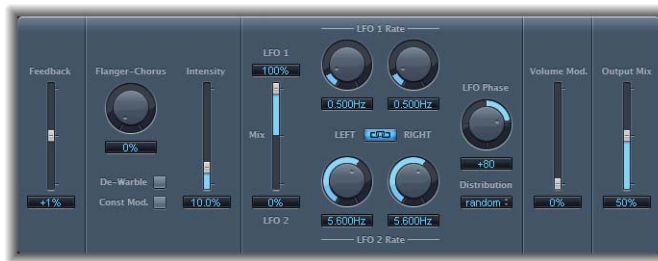 LFO 1 Rate
Feedback
Flanger-Chorus
Intensity
LFO 1
100%
0.500Hz
0.500Hz
LFO Phase
Volume Mod.
Output Mix
Mix
LEFT
RIGHT
0%
+80
De-Warble
Const Mod.
Distribution
random
+1%
10.0%
0%
5.600Hz
5.600Hz
0%
50%
LFO 2
LFO 2 Rate